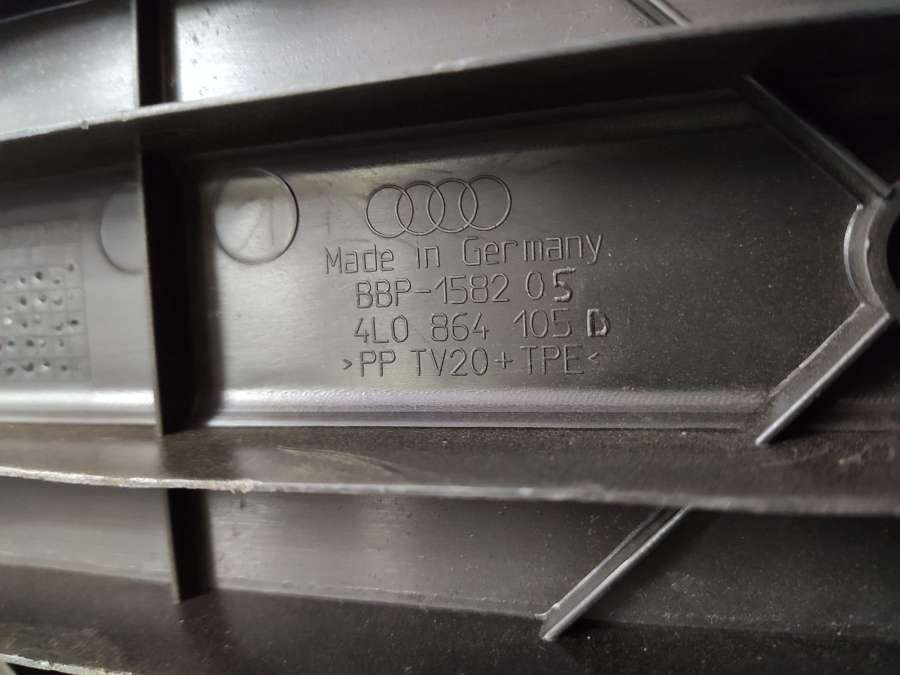 Made in Germany
BBP-1582 05
4L0 864 105 D
>PP TV20+TPE<